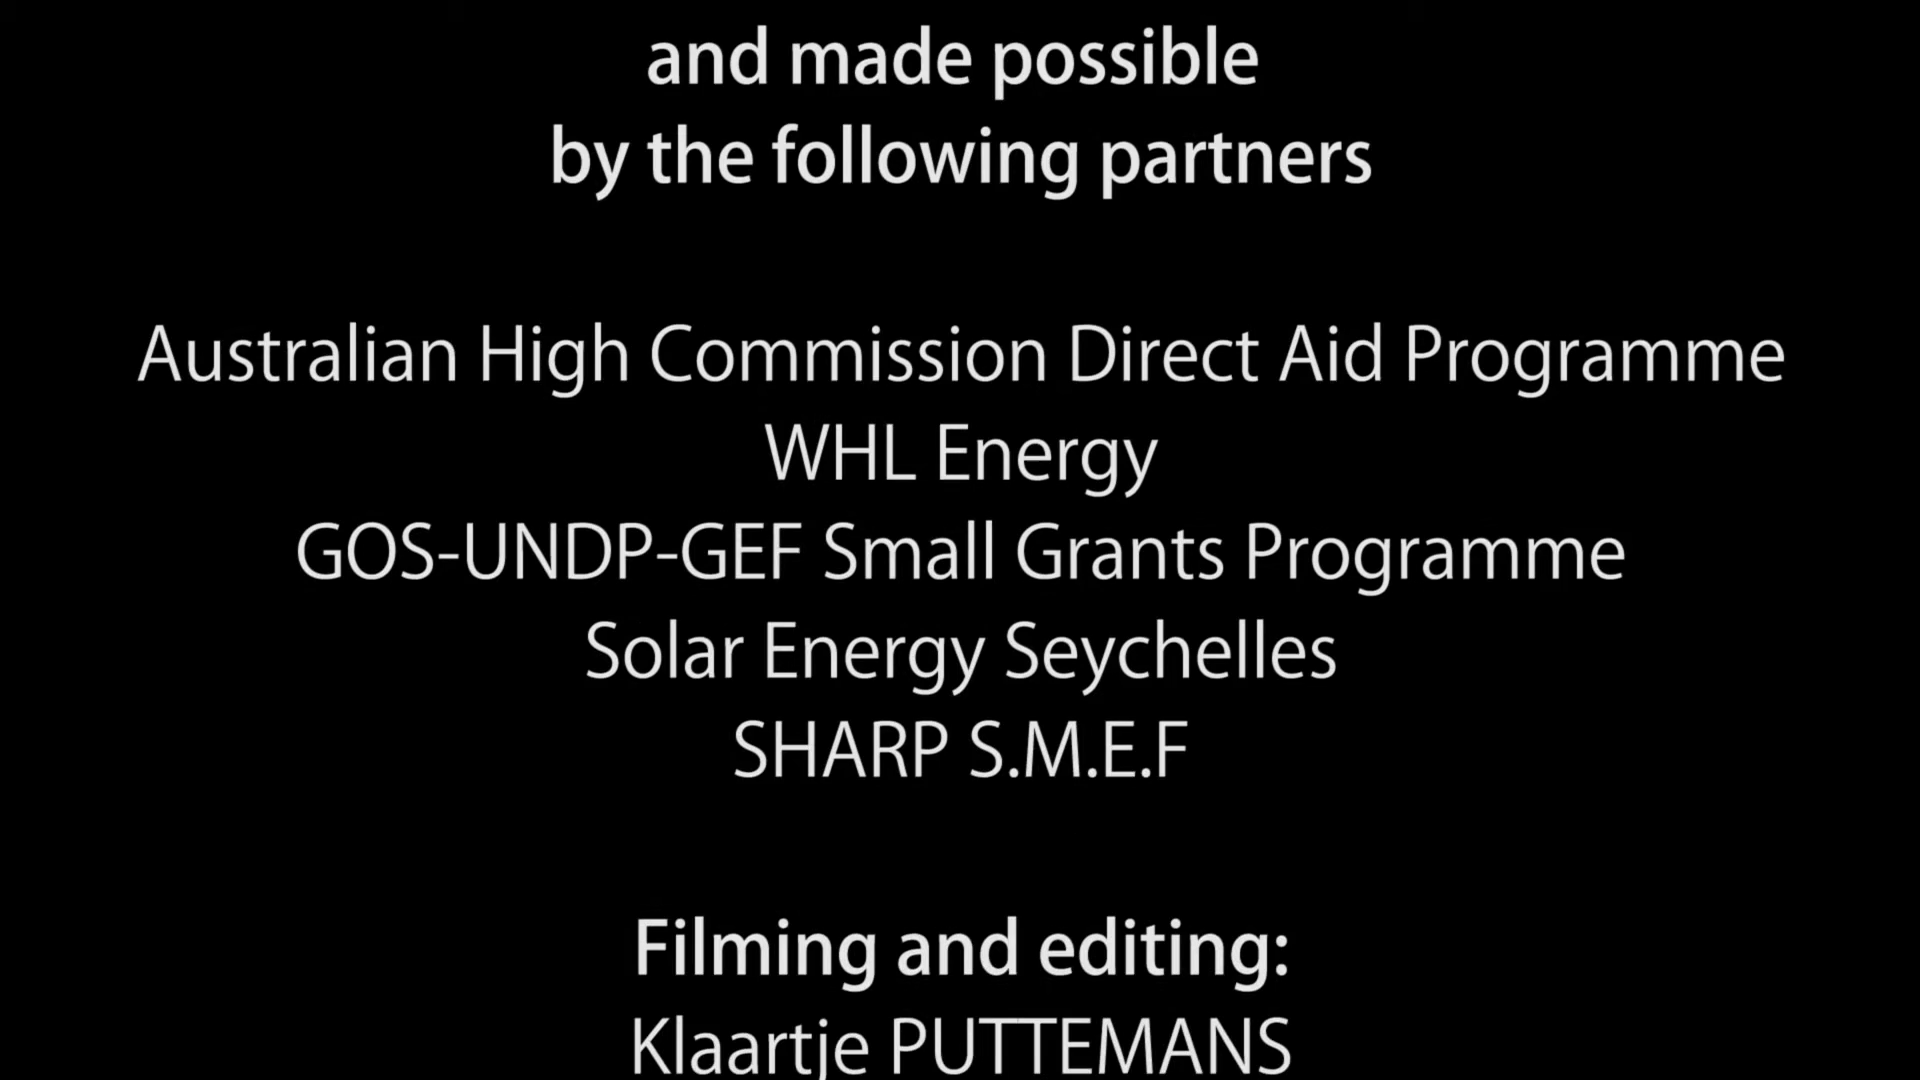 and made possible
by the following partners
Australian High Commission Direct Aid Programme
WHL Energy
GOS-UNDP-GEF Small Grants Programme
Solar Energy Seychelles
SHARP S.M.E.F
Filming and editing:
Klaartje PUTTEMANS